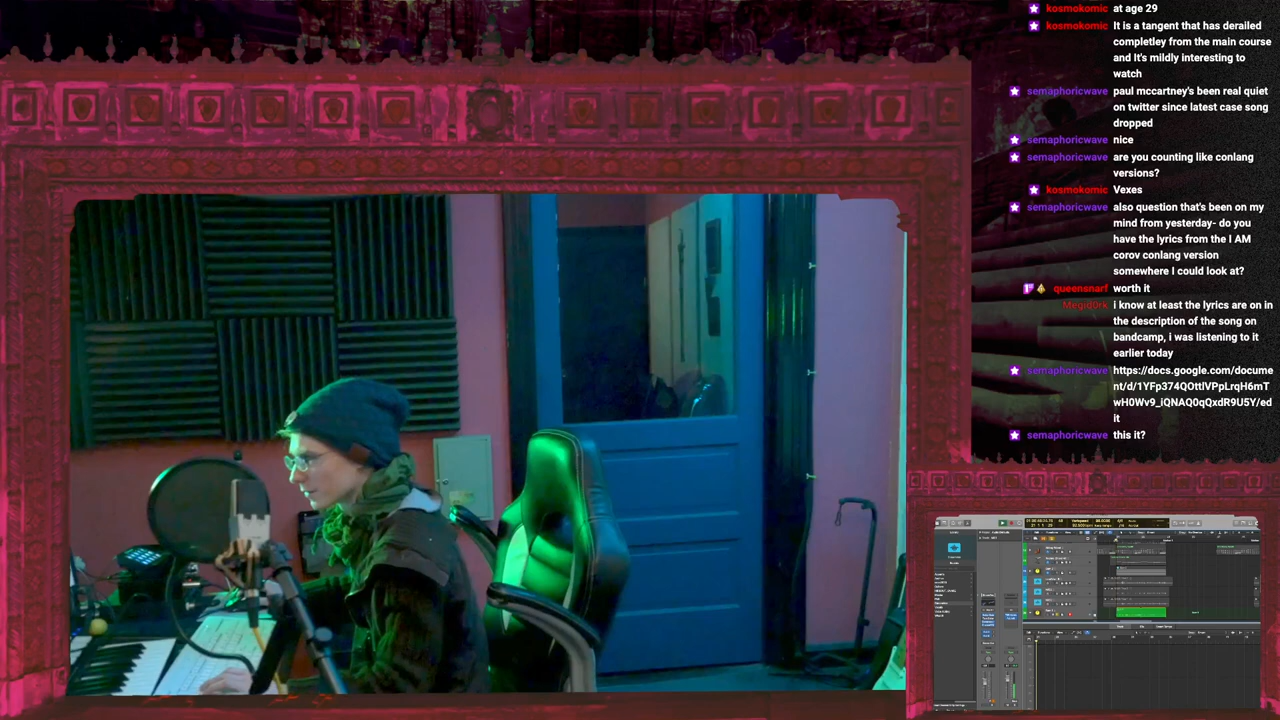 kosmokomic at age 29
kosmokomic It is a tangent that has derailed
completley from the main course
and It's mildly interesting to
watch
semaphoricwave paul mccartney's been real quiet
on twitter since latest case song
dropped
semaphoricwave nice
semaphoricwave are you counting like conlang
versions?
kosmokomic Vexes
semaphoricwave also question that's been on my
mind from yesterday- do you
have the lyrics from the I AM
corov conlang version
somewhere I could look at?
queensnarf worth it
Megid0rk i know at least the lyrics are on in
the description of the song on
bandcamp, i was listening to it
earlier today
semaphoricwave https://docs.google.com/docume
nt/d/1YFp374QOttlVPpLrqH6mT
wH0Wv9_iQNAQ0qQxdR9U5Y/ed
it
semaphoricwave this it?